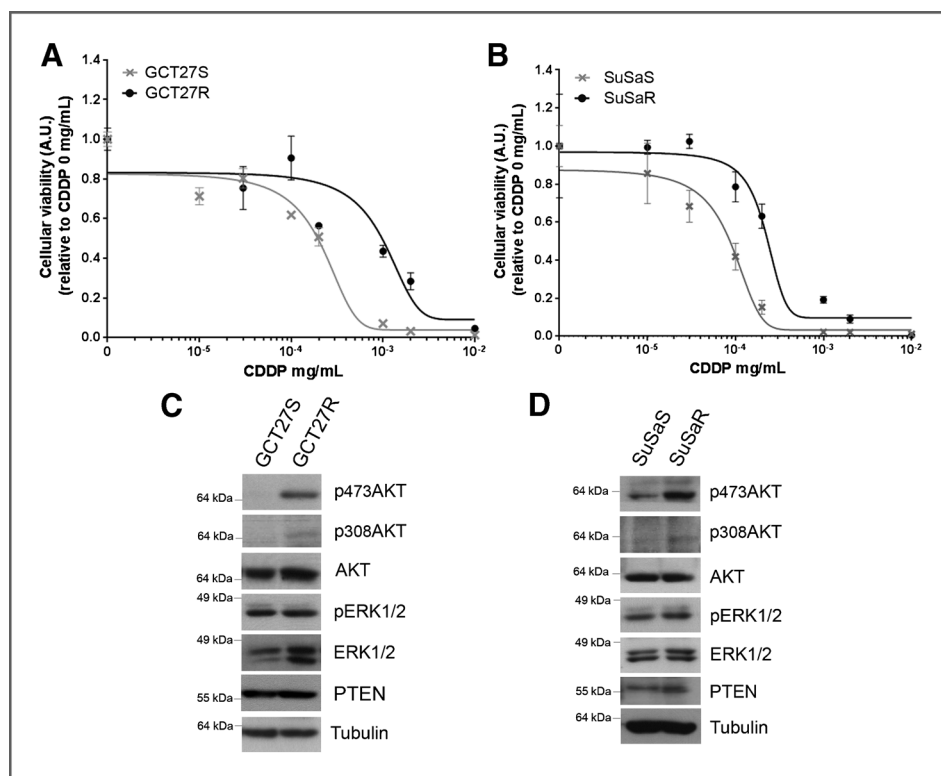 A
GCT27S
GCT27R
Cellular viability (A.U.)
(relative to CDDP 0 mg/mL)
1.4
1.2
1.0
0.8
0.6
0.4
0.2
0.0
0
10-5
10-4
10-3
10-2
CDDP mg/mL
B
SuSaS
SuSaR
Cellular viability (A.U.)
(relative to CDDP 0 mg/mL)
1.4
1.2
1.0
0.8
0.6
0.4
0.2
0.0
0
10-5
10-4
10-3
10-2
CDDP mg/mL
C
GCT27S
GCT27R
64 kDa
p473AKT
64 kDa
p308AKT
64 kDa
AKT
49 kDa
pERK1/2
49 kDa
ERK1/2
55 kDa
PTEN
64 kDa
Tubulin
D
SuSaS
SuSaR
64 kDa
p473AKT
64 kDa
p308AKT
64 kDa
AKT
49 kDa
pERK1/2
49 kDa
ERK1/2
55 kDa
PTEN
64 kDa
Tubulin